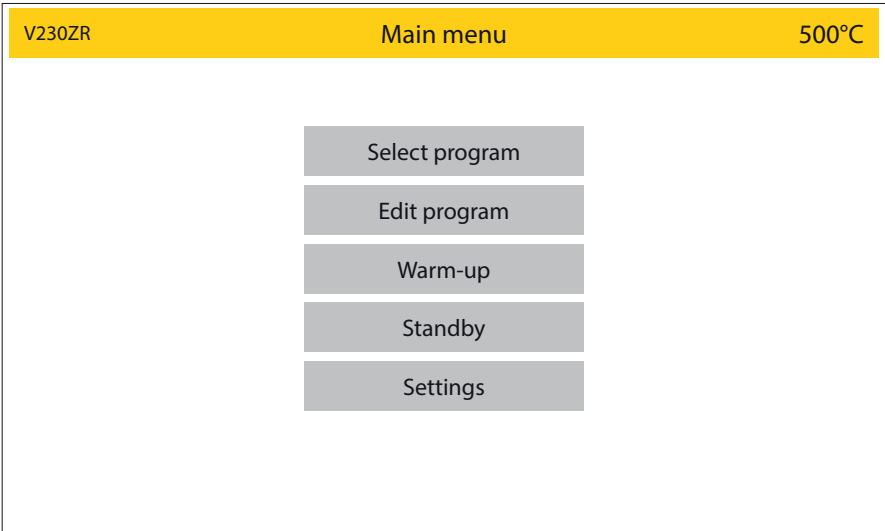 V230ZR Main menu 500°C
Select program
Edit program
Warm-up
Standby
Settings